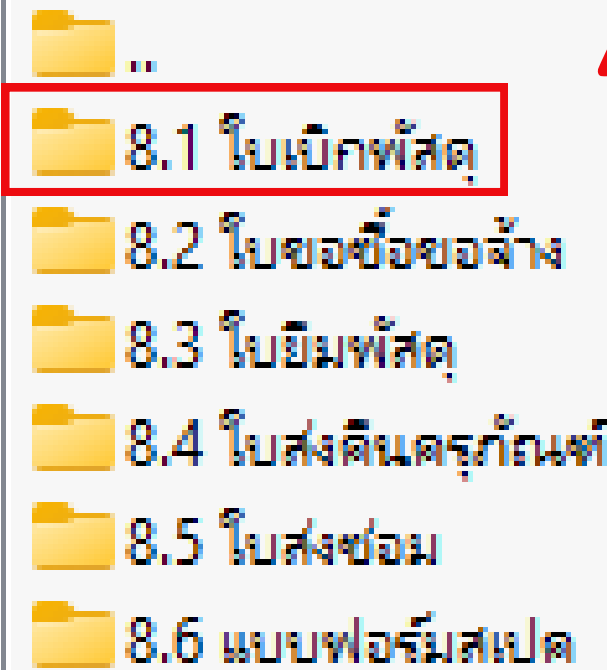 ..
8.1 ใบเบิกพัสดุ
8.2 ใบขอซื้อขอจ้าง
8.3 ใบยืมพัสดุ
8.4 ใบส่งคืนครุภัณฑ์
8.5 ใบส่งซ่อม
8.6 แบบฟอร์มสเปค